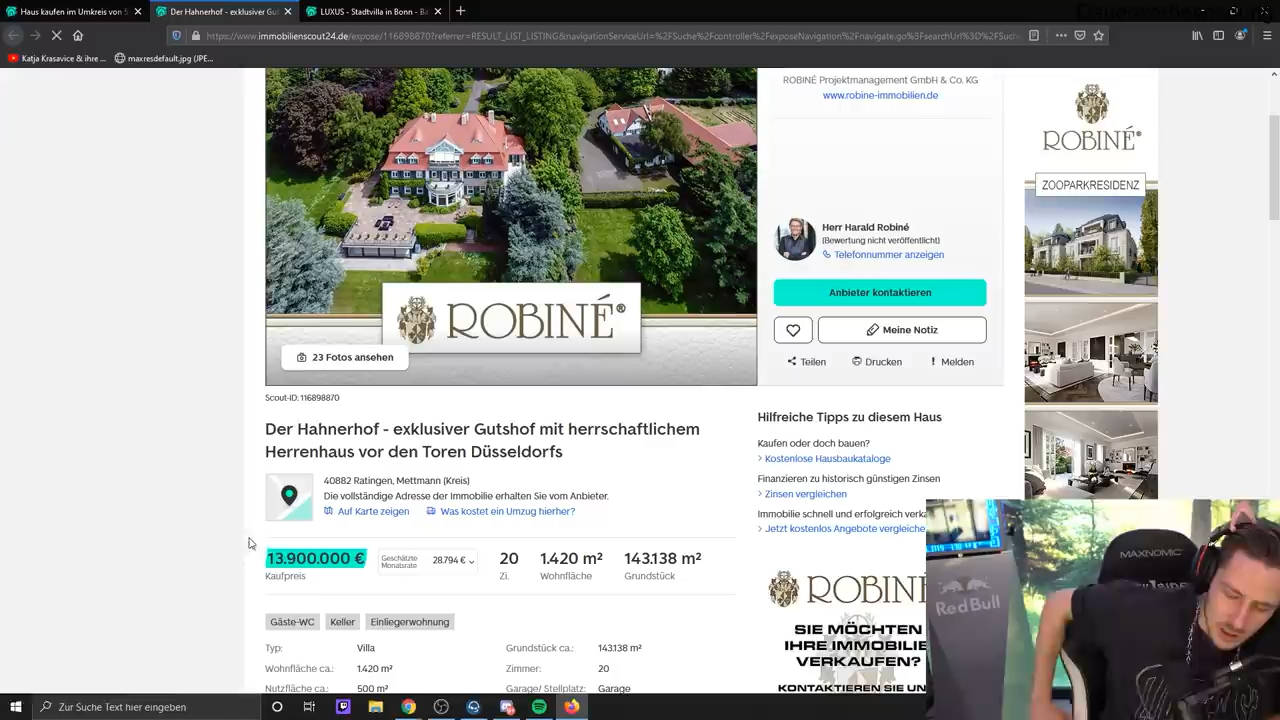 Haus kaufen im Umkreis von 5
Der Hahnerhof - exklusiver Gut
LUXUS - Stadtvilla in Bonn - Ba
https://www.immobilienscout24.de/expose/116898870?referrer=RESULT_LIST_LISTING&navigationServiceUrl=%2FSuche%2Fcontroller%2FexposeNavigation%2Fnavigate.go%3FsearchUrl%3D%2FSuche
Katja Krasavice & ihre ...
maxresdefault.jpg (JPE...
ROBINÉ Projektmanagement GmbH & Co. KG
www.robine-immobilien.de
ROBINÉ®
ZOOPARKRESIDENZ
Herr Harald Robiné
(Bewertung nicht veröffentlicht)
Telefonnummer anzeigen
Anbieter kontaktieren
ROBINÉ®
Meine Notiz
23 Fotos ansehen
Teilen
Drucken
Melden
Scout-ID: 116898870
Der Hahnerhof - exklusiver Gutshof mit herrschaftlichem
Herrenhaus vor den Toren Düsseldorfs
40882 Ratingen, Mettmann (Kreis)
Die vollständige Adresse der Immobilie erhalten Sie vom Anbieter.
Auf Karte zeigen
Was kostet ein Umzug hierher?
13.900.000 €
Kaufpreis
Geschätzte
Monatsrate
28.794 €
20
Zi.
1.420 m²
Wohnfläche
143.138 m²
Grundstück
Gäste-WC
Keller
Einliegerwohnung
Typ:
Villa
Grundstück ca.:
143.138 m²
Wohnfläche ca.:
1.420 m²
Zimmer:
20
Nutzfläche ca.:
500 m²
Garage/ Stellplatz:
Garage
Hilfreiche Tipps zu diesem Haus
Kaufen oder doch bauen?
Kostenlose Hausbaukataloge
Finanzieren zu historisch günstigen Zinsen
Zinsen vergleichen
Immobilie schnell und erfolgreich verka
Jetzt kostenlos Angebote vergleiche
ROBINÉ
SIE MÖCHTEN
IHRE IMMOBILIE
VERKAUFEN?
KONTAKTIEREN SIE UN
MAXNOMIC
RedBull
Zur Suche Text hier eingeben